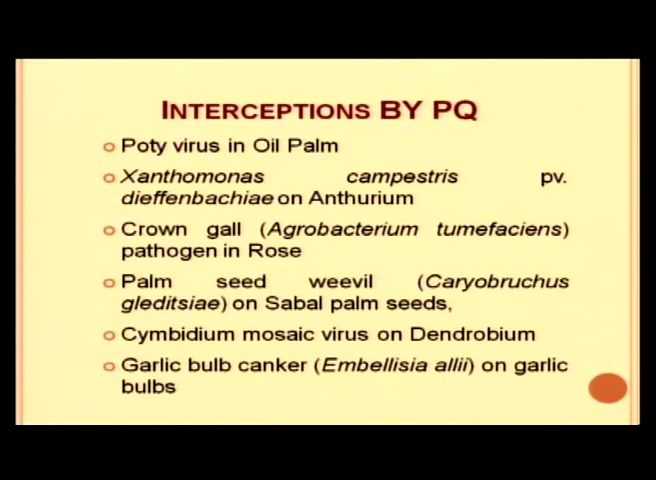 INTERCEPTIONS BY PQ
Poty virus in Oil Palm
Xanthomonas campestris pv.
dieffenbachiae on Anthurium
Crown gall (Agrobacterium tumefaciens)
pathogen in Rose
Palm seed weevil (Caryobruchus
gleditsiae) on Sabal palm seeds,
Cymbidium mosaic virus on Dendrobium
Garlic bulb canker (Embellisia allii) on garlic
bulbs